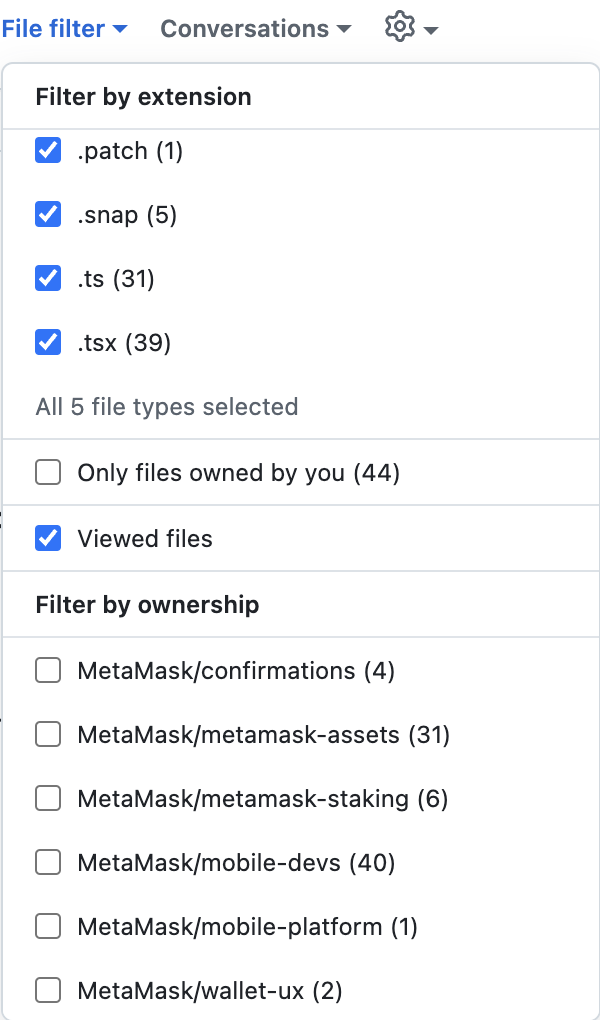 File filter
Conversations
Filter by extension
.patch (1)
.snap (5)
.ts (31)
.tsx (39)
All 5 file types selected
Only files owned by you (44)
Viewed files
Filter by ownership
MetaMask/confirmations (4)
MetaMask/metamask-assets (31)
MetaMask/metamask-staking (6)
MetaMask/mobile-devs (40)
MetaMask/mobile-platform (1)
MetaMask/wallet-ux (2)